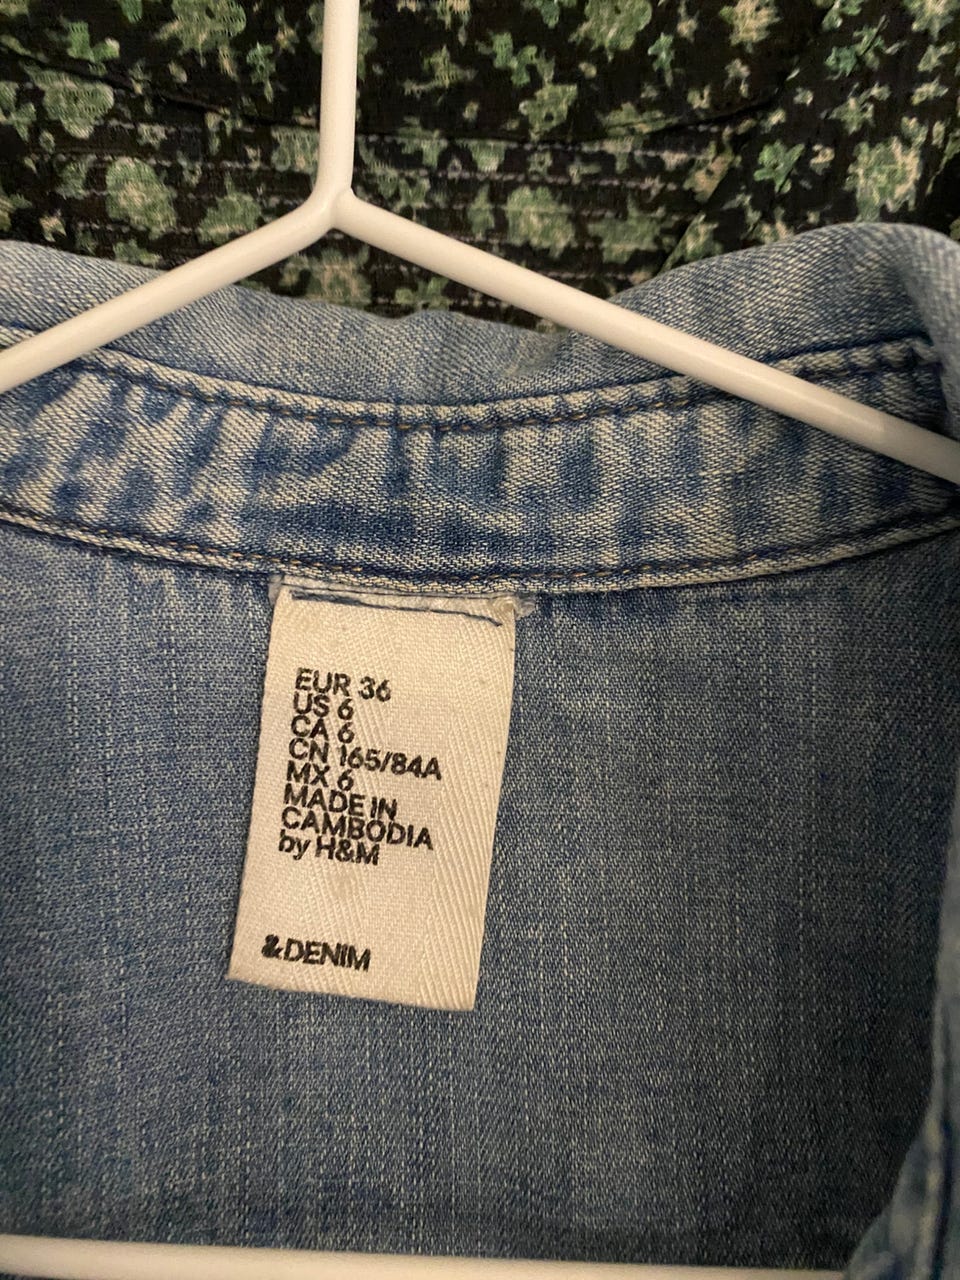 EUR 36
US 6
CA 6
CN 165/84A
MX 6
MADE IN
CAMBODIA
by H&M
&DENIM